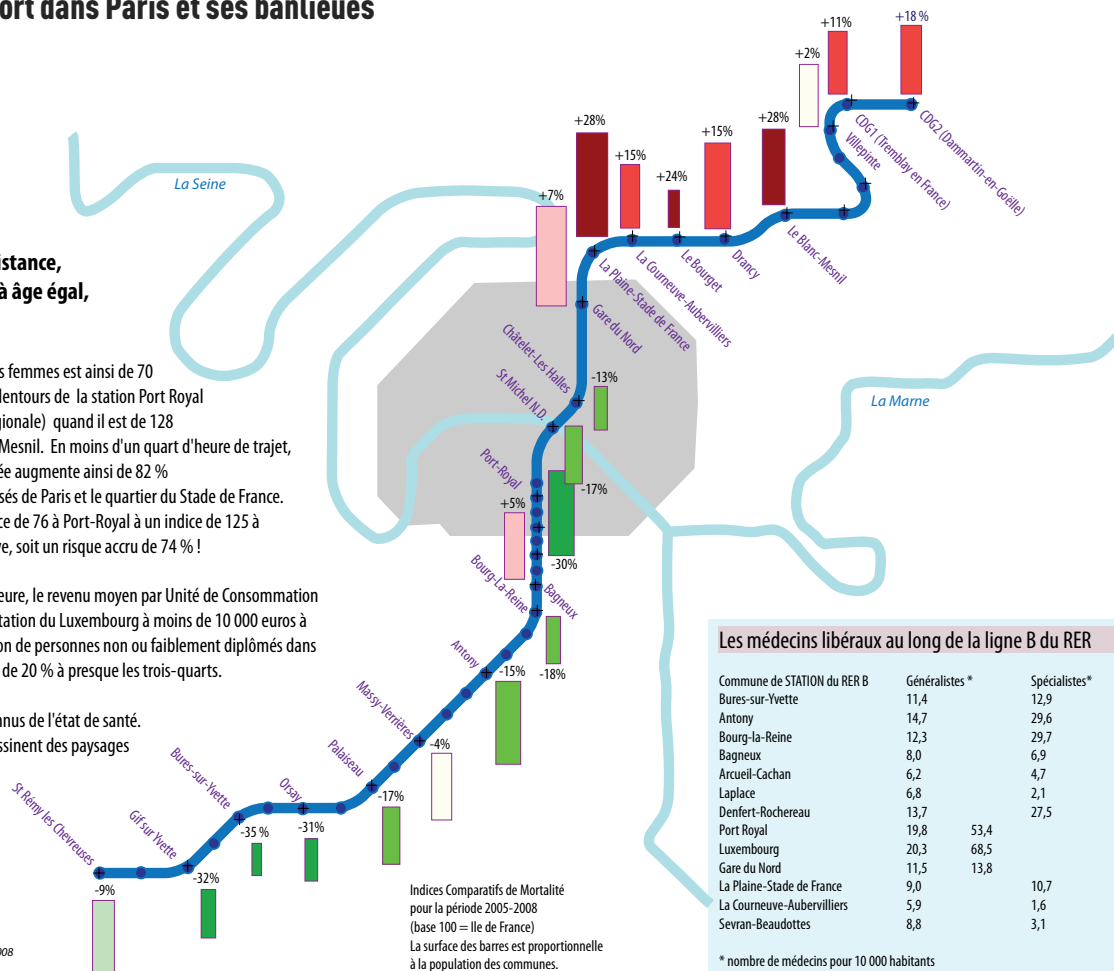 ort dans Paris et ses banlieues
La Seine
istance,
à âge égal,
s femmes est ainsi de 70
lentours de la station Port Royal
gionale) quand il est de 128
Mesnil. En moins d'un quart d'heure de trajet,
ée augmente ainsi de 82 %
sés de Paris et le quartier du Stade de France.
ce de 76 à Port-Royal à un indice de 125 à
ve, soit un risque accru de 74 % !
eure, le revenu moyen par Unité de Consommation
tation du Luxembourg à moins de 10 000 euros à
on de personnes non ou faiblement diplômés dans
de 20 % à presque les trois-quarts.
nnus de l'état de santé.
ssinent des paysages
008
+18 %
+11%
+2%
+28%
+15%
+24%
+15%
+28%
+7%
CDG2 (Dammartin-en-Goëlle)
CDG1 (Tremblay en France)
Villepinte
Le Blanc-Mesnil
Drancy
Le Bourget
La Courneuve-Aubervilliers
La Plaine-Stade de France
Gare du Nord
Châtelet-Les Halles
-13%
St Michel N.D.
-17%
Port-Royal
+5%
-30%
La Marne
Bagneux
Bourg-La-Reine
-18%
Antony
-15%
Massy-Verrières
-4%
Palaiseau
-17%
Orsay
-31%
Bures-sur-Yvette
-35 %
Gif sur Yvette
-32%
St Rémy les Chevreuses
-9%
Indices Comparatifs de Mortalité
pour la période 2005-2008
(base 100 = Ile de France)
La surface des barres est proportionnelle
à la population des communes.
Les médecins libéraux au long de la ligne B du RER
Commune de STATION du RER B Généralistes * Spécialistes*
Bures-sur-Yvette 11,4 12,9
Antony 14,7 29,6
Bourg-la-Reine 12,3 29,7
Bagneux 8,0 6,9
Arcueil-Cachan 6,2 4,7
Laplace 6,8 2,1
Denfert-Rochereau 13,7 27,5
Port Royal 19,8 53,4
Luxembourg 20,3 68,5
Gare du Nord 11,5 13,8
La Plaine-Stade de France 9,0 10,7
La Courneuve-Aubervilliers 5,9 1,6
Sevran-Beaudottes 8,8 3,1
* nombre de médecins pour 10 000 habitants